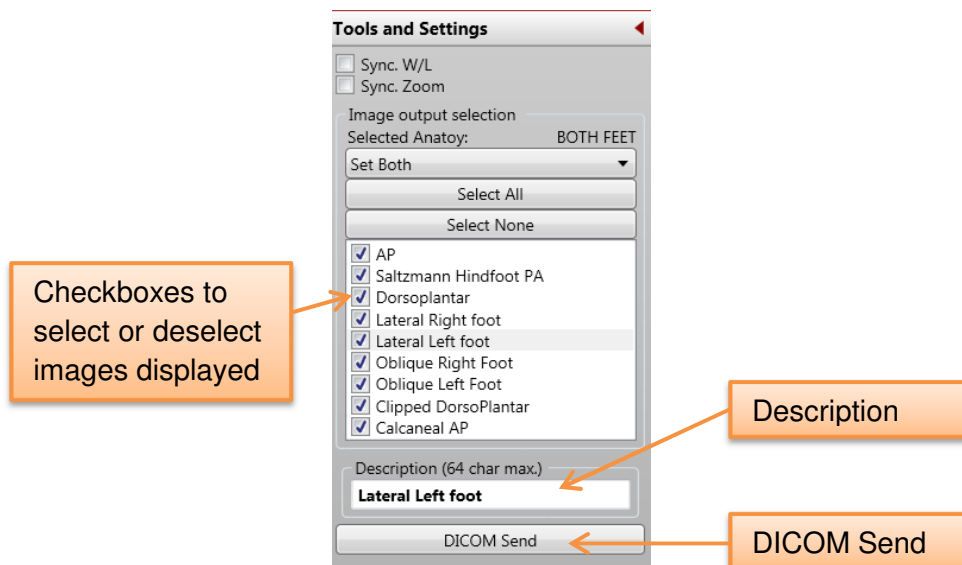 Tools and Settings
Sync. W/L
Sync. Zoom
Image output selection
Selected Anatoy: BOTH FEET
Set Both
Select All
Select None
AP
Saltzmann Hindfoot PA
Dorsoplantar
Lateral Right foot
Lateral Left foot
Oblique Right Foot
Oblique Left Foot
Clipped DorsoPlantar
Calcaneal AP
Checkboxes to
select or deselect
images displayed
Description
Description (64 char max.)
Lateral Left foot
DICOM Send
DICOM Send